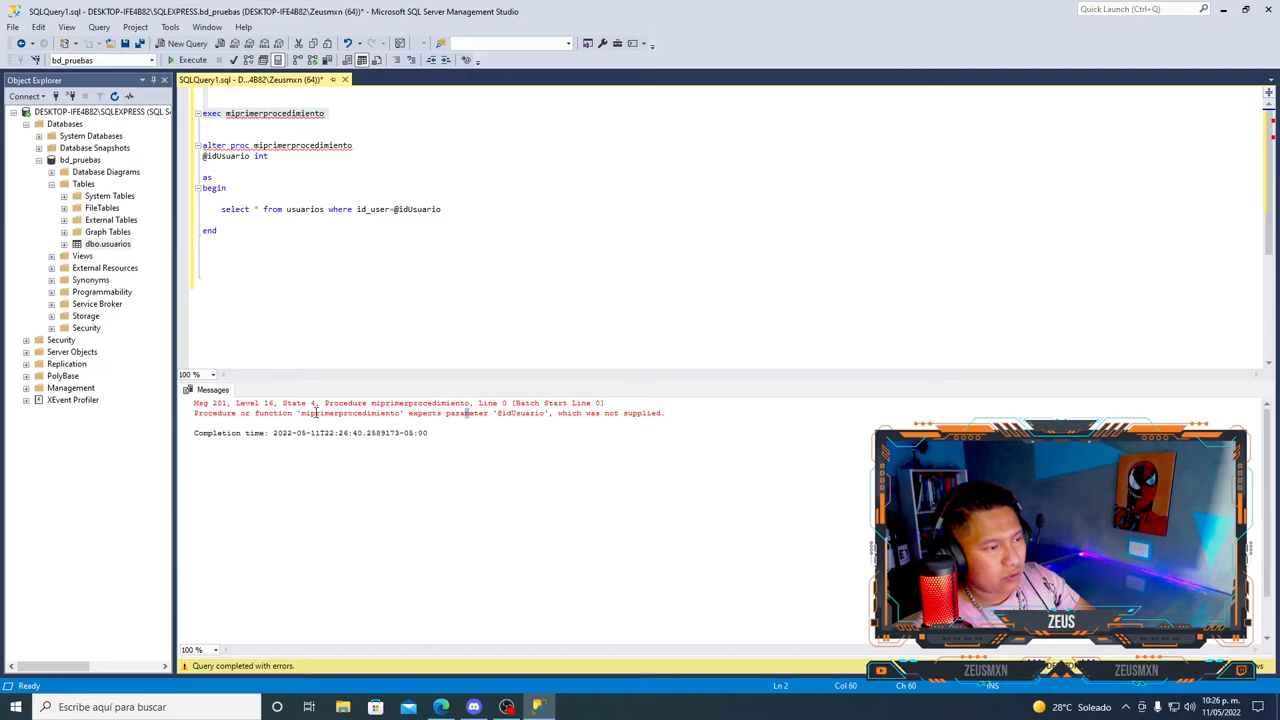 SQLQuery1.sql - DESKTOP-IFE4B82\SQLEXPRESS.bd_pruebas (DESKTOP-IFE4B82\Zeusmxn (64))* - Microsoft SQL Server Management Studio
Quick Launch (Ctrl+Q)
File Edit View Query Project Tools Window Help
New Query
bd_pruebas
Execute
Object Explorer
SQLQuery1.sql - D...4B82\Zeusmxn (64))*
Connect
DESKTOP-IFE4B82\SQLEXPRESS (SQL S
Databases
System Databases
Database Snapshots
bd_pruebas
Database Diagrams
Tables
System Tables
FileTables
External Tables
Graph Tables
dbo.usuarios
Views
External Resources
Synonyms
Programmability
Service Broker
Storage
Security
Security
Server Objects
Replication
PolyBase
Management
XEvent Profiler
exec miprimerprocedimiento
alter proc miprimerprocedimiento
@idUsuario int
as
begin
select * from usuarios where id_user=@idUsuario
end
100 %
Messages
Msg 201, Level 16, State 4, Procedure miprimerprocedimiento, Line 0 [Batch Start Line 0]
Procedure or function 'miprimerprocedimiento' expects parameter '@idUsuario', which was not supplied.
Completion time: 2022-05-11T22:26:40.2589173-05:00
100 %
Query completed with errors.
ZEUS
ZEUSMXN
ZEUSMXN
Ready
Ln 2
Col 60
Ch 60
INS
Escribe aquí para buscar
28°C Soleado
10:26 p. m.
11/05/2022